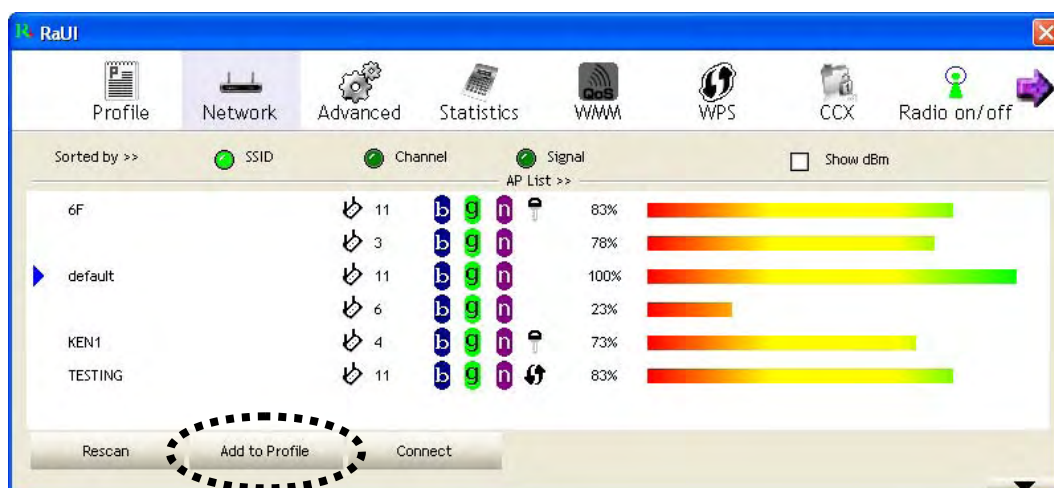 RaUI
Profile Network Advanced Statistics WMM WPS CCX Radio on/off
P QoS
Sorted by >> SSID Channel Signal Show dBm
AP List >>
6F 11 b g n 83%
3 b g n 78%
default 11 b g n 100%
6 b g n 23%
KEN1 4 b g n 73%
TESTING 11 b g n 83%
Rescan Add to Profile Connect